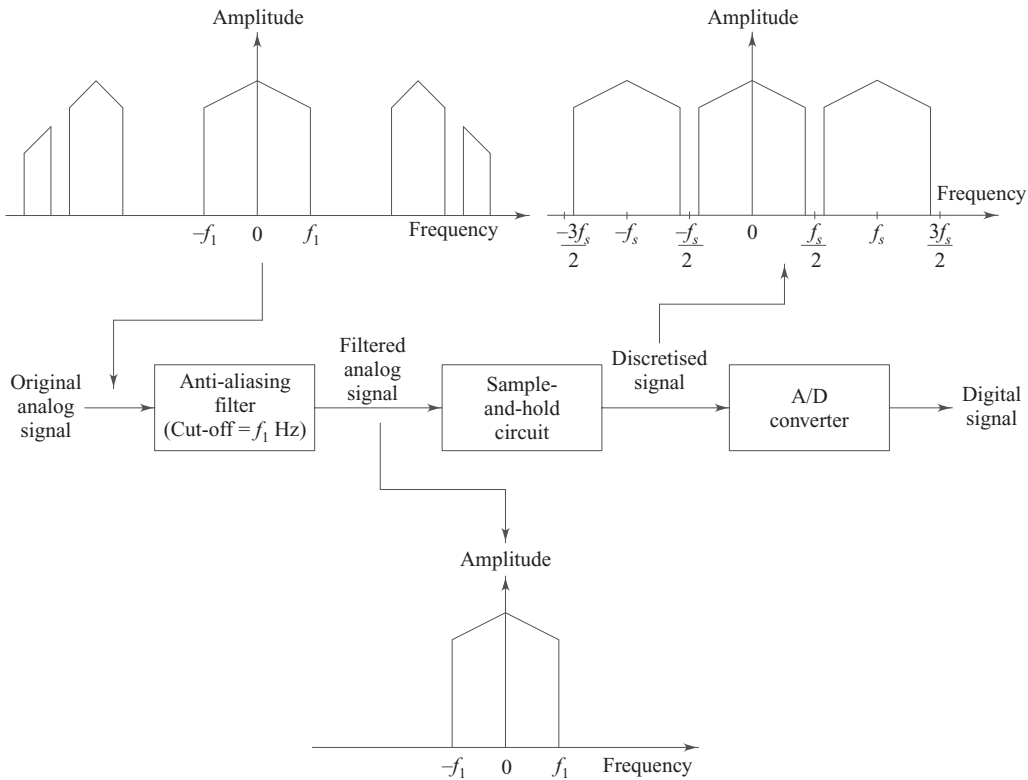 Amplitude
−f₁ 0 f₁ Frequency
Amplitude
Frequency
−3fₛ/2 −fₛ −fₛ/2 0 fₛ/2 fₛ 3fₛ/2
Original
analog
signal
Anti-aliasing
filter
(Cut-off = f₁ Hz)
Filtered
analog
signal
Sample-
and-hold
circuit
Discretised
signal
A/D
converter
Digital
signal
Amplitude
−f₁ 0 f₁ Frequency